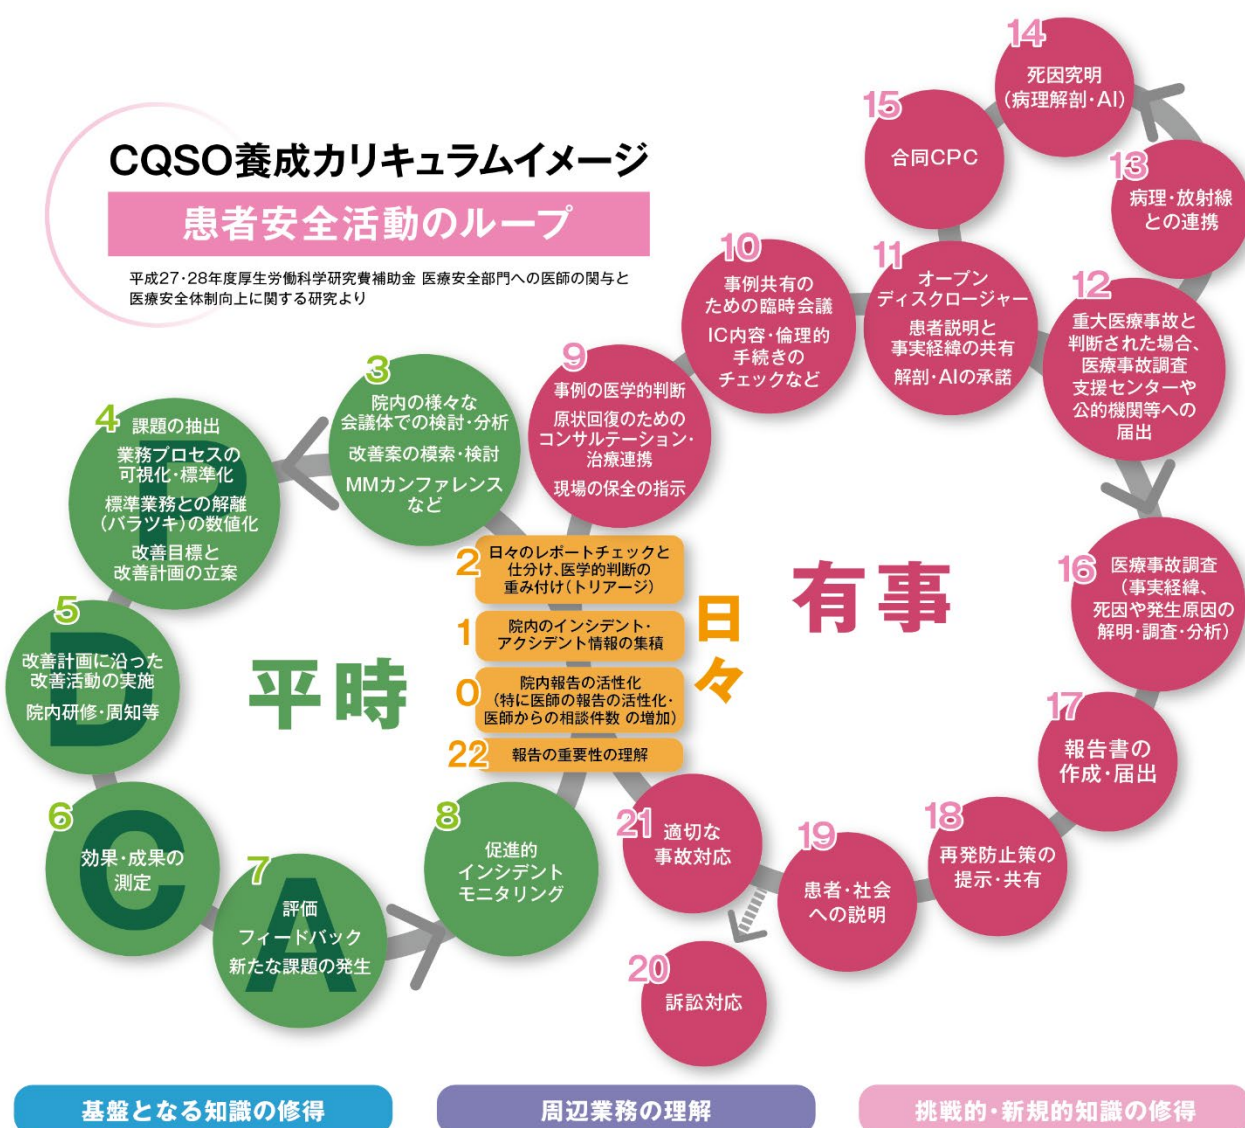 CQSO養成カリキュラムイメージ
患者安全活動のループ
平成27・28年度厚生労働科学研究費補助金 医療安全部門への医師の関与と
医療安全体制向上に関する研究より
平時
日々
有事
22
報告の重要性の理解
0
院内報告の活性化
(特に医師の報告の活性化・
医師からの相談件数 の増加)
1
院内のインシデント・
アクシデント情報の集積
2
日々のレポートチェックと
仕分け、医学的判断の
重み付け(トリアージ)
3
院内の様々な
会議体での検討・分析
改善案の模索・検討
MMカンファレンス
など
4
P
課題の抽出
業務プロセスの
可視化・標準化
標準業務との解離
(バラツキ)の数値化
改善目標と
改善計画の立案
5
D
改善計画に沿った
改善活動の実施
院内研修・周知等
6
C
効果・成果の
測定
7
A
評価
フィードバック
新たな課題の発生
8
促進的
インシデント
モニタリング
9
事例の医学的判断
原状回復のための
コンサルテーション・
治療連携
現場の保全の指示
10
事例共有の
ための臨時会議
IC内容・倫理的
手続きの
チェックなど
11
オープン
ディスクロージャー
患者説明と
事実経緯の共有
解剖・AIの承諾
12
重大医療事故と
判断された場合、
医療事故調査
支援センターや
公的機関等への
届出
13
病理・放射線
との連携
14
死因究明
(病理解剖・AI)
15
合同CPC
16
医療事故調査
(事実経緯、
死因や発生原因の
解明・調査・分析)
17
報告書の
作成・届出
18
再発防止策の
提示・共有
19
患者・社会
への説明
20
訴訟対応
21
適切な
事故対応
基盤となる知識の修得
周辺業務の理解
挑戦的・新規的知識の修得